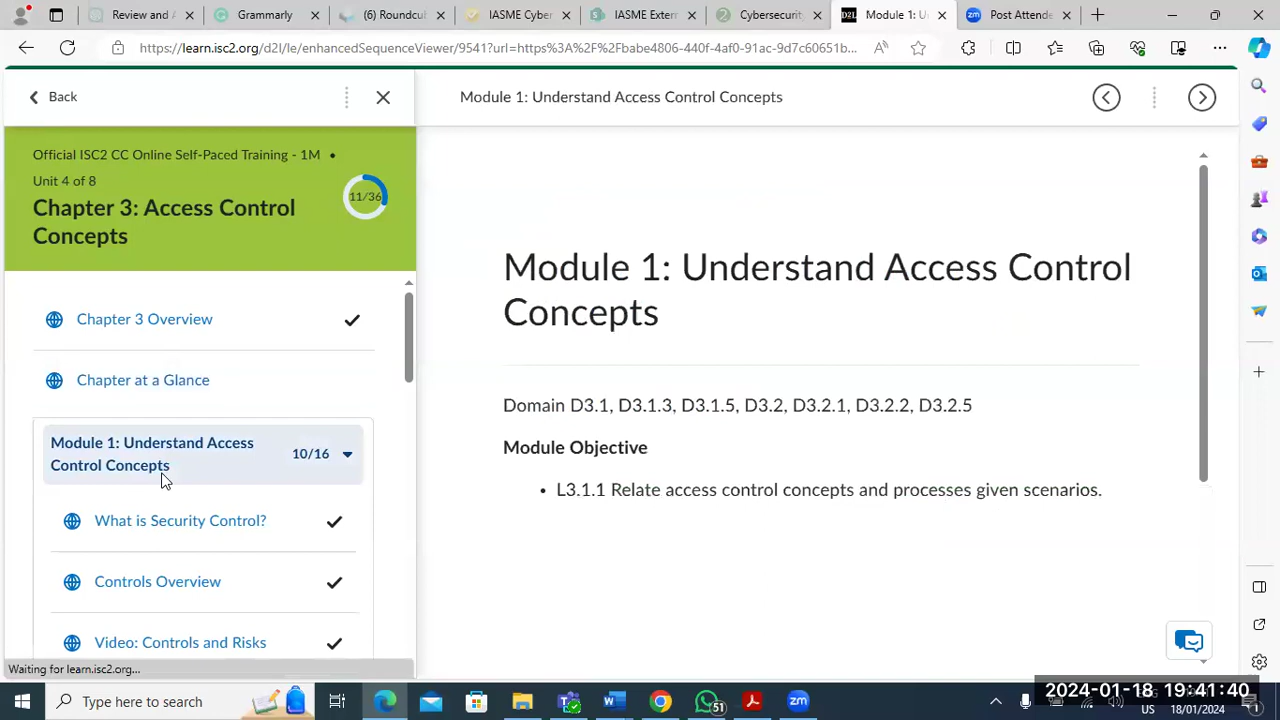 Reviewind A
Grammarly
(6) Roundcub
IASME Cyber
IASME Extern
Cybersecurity
D2L
Module 1: U
Post Attende
https://learn.isc2.org/d2l/le/enhancedSequenceViewer/9541?url=https%3A%2F%2Fbabe4806-440f-4af0-91ac-9d7c60651b...
Back
Module 1: Understand Access Control Concepts
Official ISC2 CC Online Self-Paced Training - 1M •
Unit 4 of 8
Chapter 3: Access Control
Concepts
11/36
Chapter 3 Overview
Chapter at a Glance
Module 1: Understand Access
Control Concepts
10/16
What is Security Control?
Controls Overview
Video: Controls and Risks
Module 1: Understand Access Control
Concepts
Domain D3.1, D3.1.3, D3.1.5, D3.2, D3.2.1, D3.2.2, D3.2.5
Module Objective
• L3.1.1 Relate access control concepts and processes given scenarios.
Waiting for learn.isc2.org...
Type here to search
51
2024-01-18 19:41:40
US
18/01/2024